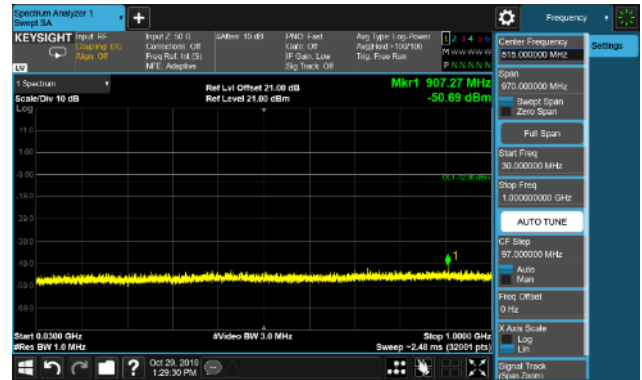 Spectrum Analyzer 1
Swept SA
Frequency
KEYSIGHT Input: RF
Coupling: DC
Align: Off
Input Z: 50 Ω
Corrections: Off
Freq Ref: Int (S)
NFE: Adaptive
#Atten: 10 dB
PNO: Fast
Gate: Off
IF Gain: Low
Sig Track: Off
Avg Type: Log-Power
Avg|Hold: >100/100
Trig: Free Run
1 2 3 4 5 6
M W W W W W
P N N N N N
1 Spectrum
Scale/Div 10 dB
Log
Ref Lvl Offset 21.00 dB
Ref Level 21.00 dBm
Mkr1 907.27 MHz
-50.69 dBm
11.0
1.00
-9.00
-19.0
-29.0
-39.0
-49.0
-59.0
-69.0
1
Start 0.0300 GHz
#Res BW 1.0 MHz
#Video BW 3.0 MHz
Stop 1.0000 GHz
Sweep ~2.48 ms (32001 pts)
Oct 29, 2019
1:29:30 PM
Center Frequency
515.000000 MHz
Settings
Span
970.000000 MHz
Swept Span
Zero Span
Full Span
Start Freq
30.000000 MHz
Stop Freq
1.000000000 GHz
AUTO TUNE
CF Step
97.000000 MHz
Auto
Man
Freq Offset
0 Hz
X Axis Scale
Log
Lin
Signal Track
(Span Zoom)